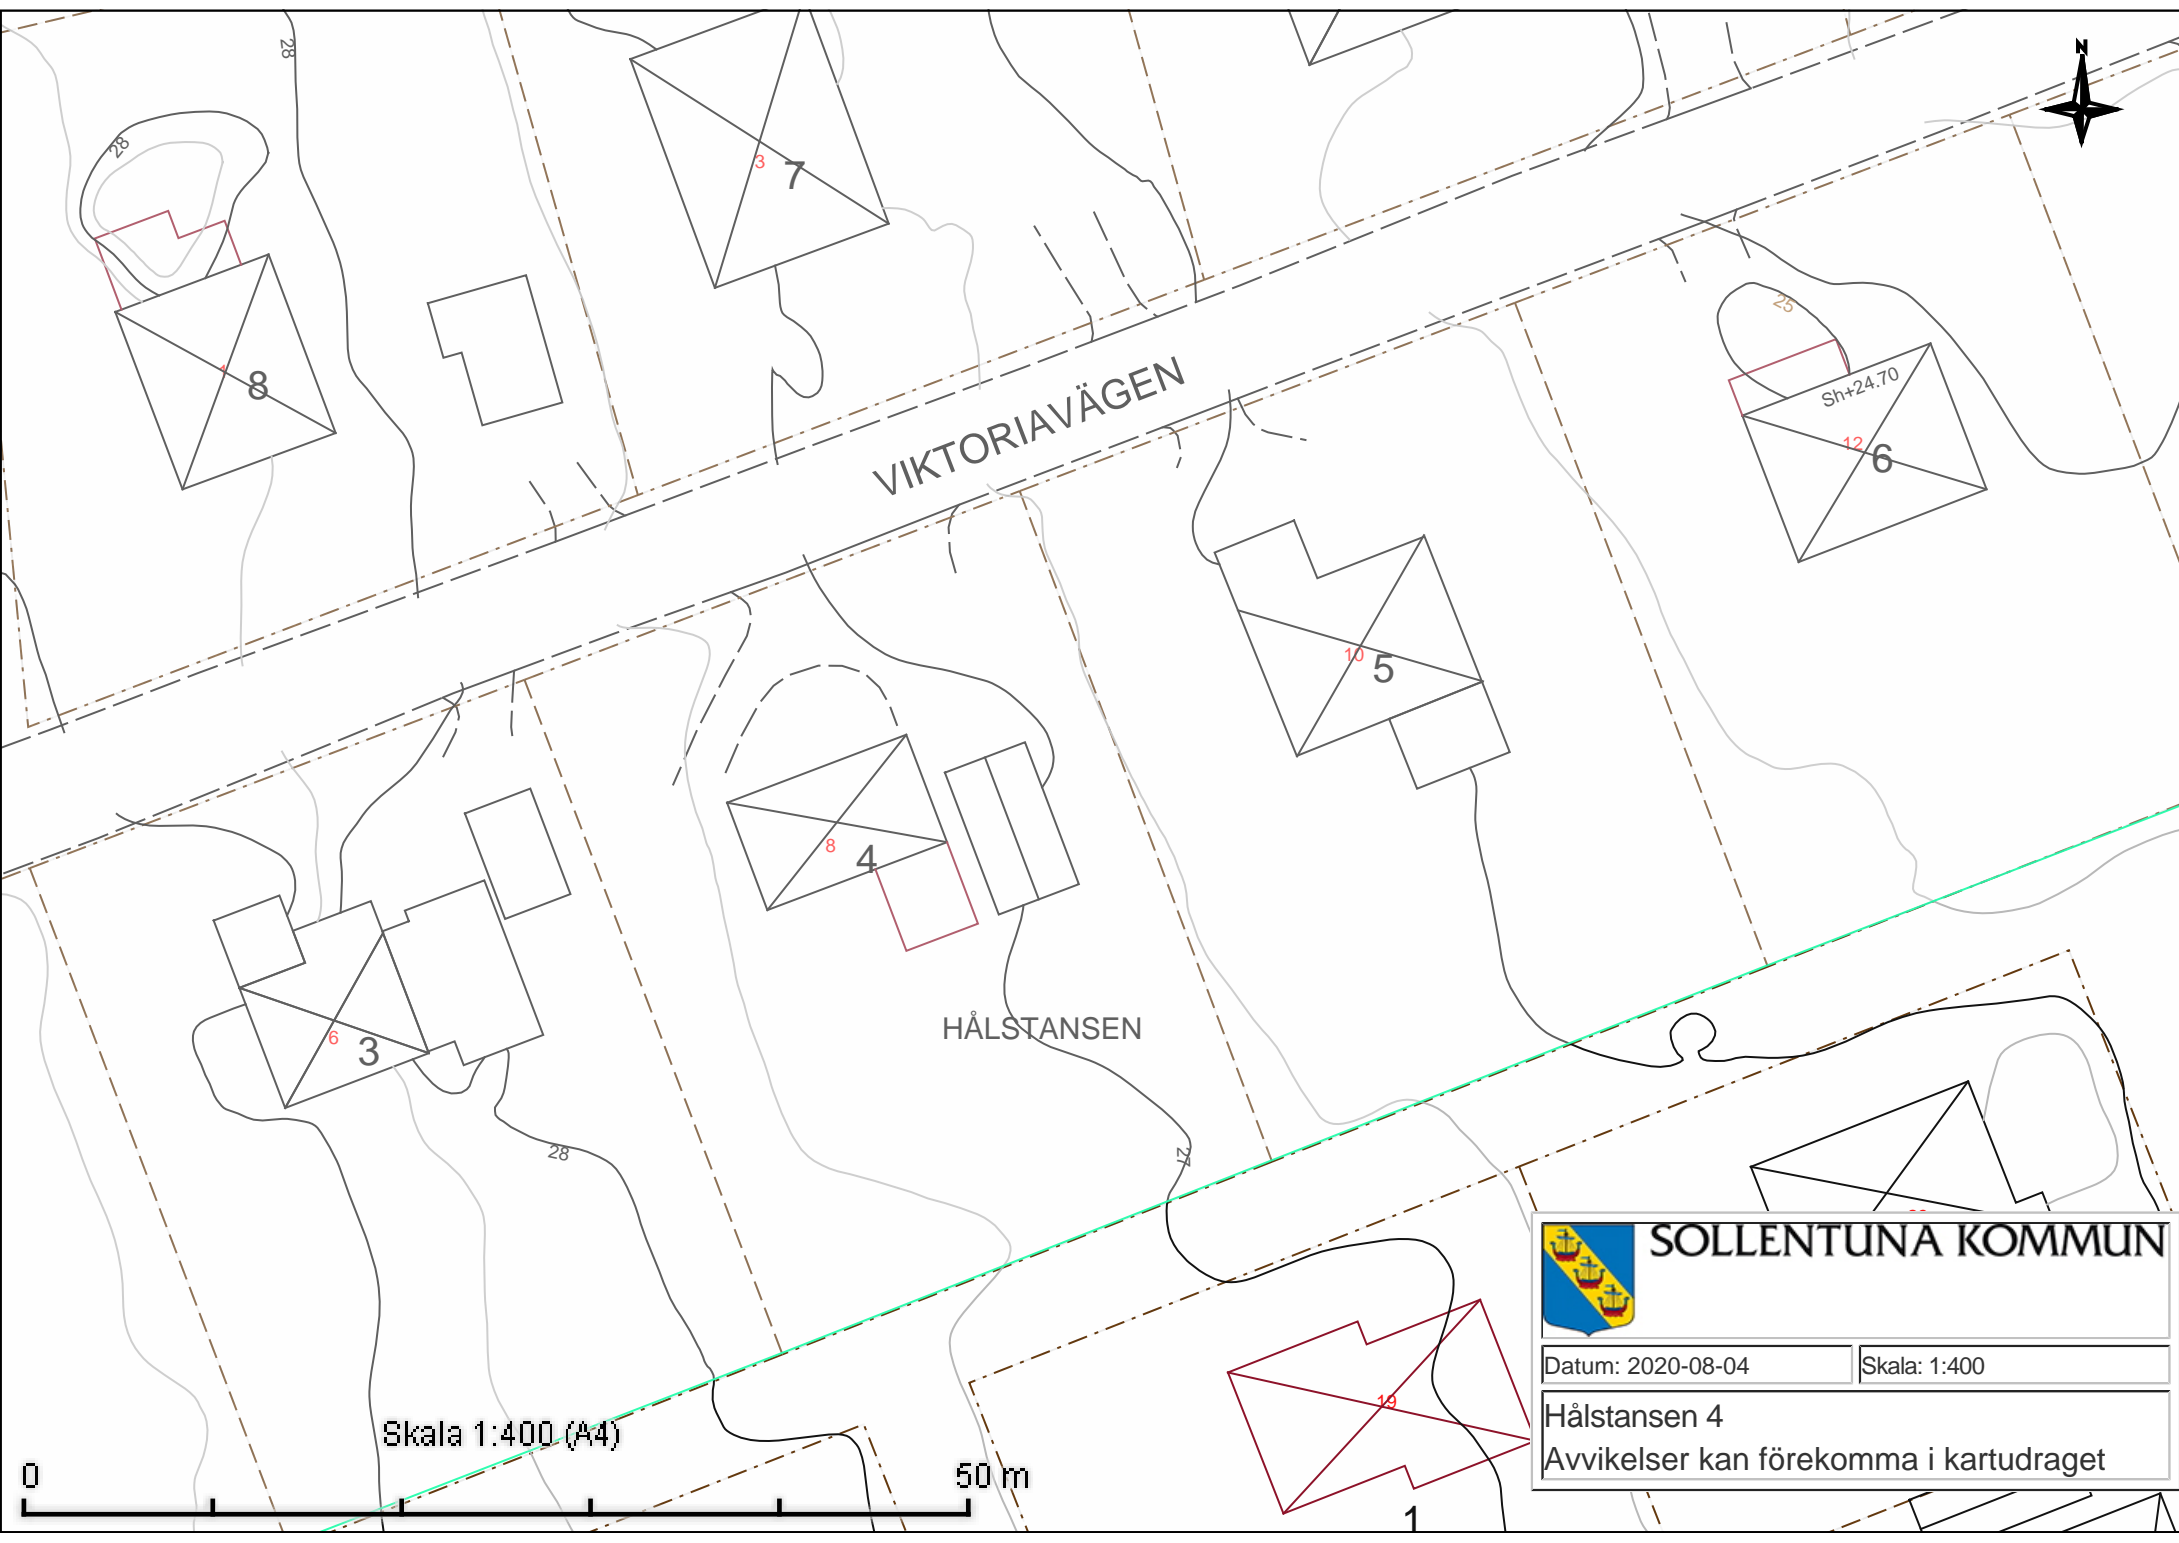 28
N
28
3
7
25
Sh+24.70
1
8
VIKTORIAVÄGEN
12
6
10
5
8
4
HÅLSTANSEN
6
3
28
27
SOLLENTUNA KOMMUN
Datum: 2020-08-04
Skala: 1:400
19
Hålstansen 4
Avvikelser kan förekomma i kartudraget
Skala 1:400 (A4)
0
50 m
1